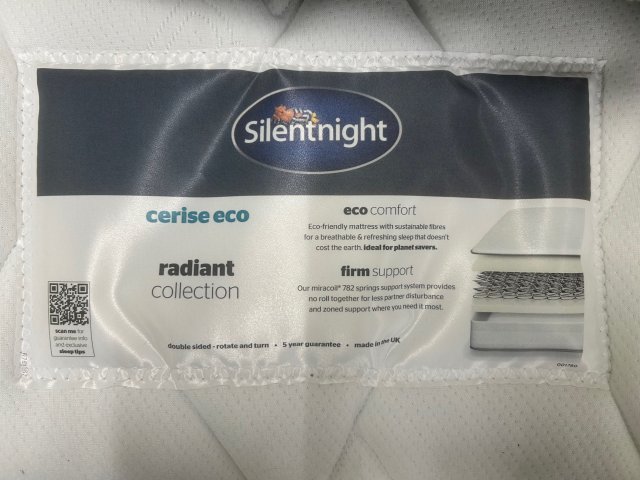 Silentnight
cerise eco
radiant
collection
eco comfort
Eco-friendly mattress with sustainable fibres
for a breathable & refreshing sleep that doesn't
cost the earth. ideal for planet savers.
firm support
Our miracoil® 782 springs support system provides
no roll together for less partner disturbance
and zoned support where you need it most.
scan me for
guarantee info
and exclusive
sleep tips
double sided - rotate and turn • 5 year guarantee • made in the UK